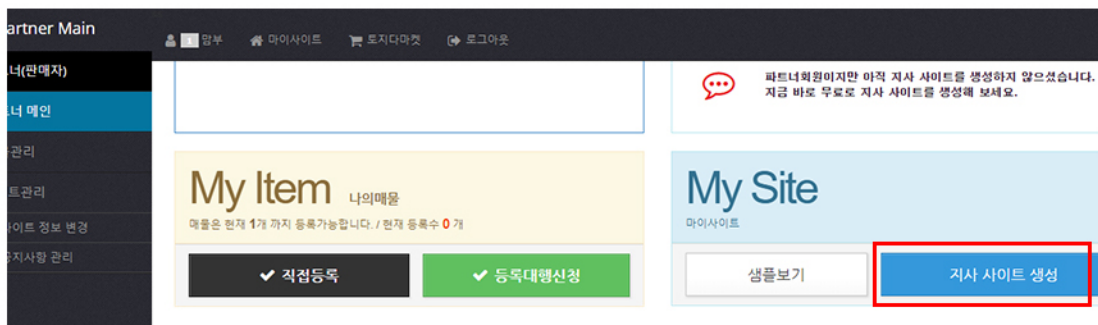 artner Main
1 암부 마이사이트 토지다마켓 로그아웃
너(판매자)
너 메인
관리
트관리
이트 정보 변경
공지사항 관리
파트너회원이지만 아직 지사 사이트를 생성하지 않으셨습니다.
지금 바로 무료로 지사 사이트를 생성해 보세요.
My Item 나의매물
매물은 현재 1개 까지 등록가능합니다. / 현재 등록수 0 개
직접등록 등록대행신청
My Site
마이사이트
샘플보기 지사 사이트 생성